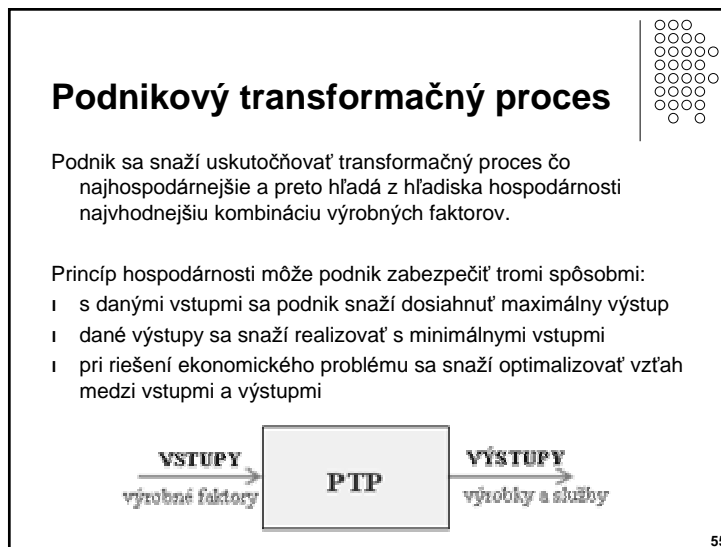 Podnikový transformačný proces
Podnik sa snaží uskutočňovať transformačný proces čo
najhospodárnejšie a preto hľadá z hľadiska hospodárnosti
najvhodnejšiu kombináciu výrobných faktorov.
Princíp hospodárnosti môže podnik zabezpečiť tromi spôsobmi:
ı s danými vstupmi sa podnik snaží dosiahnuť maximálny výstup
ı dané výstupy sa snaží realizovať s minimálnymi vstupmi
ı pri riešení ekonomického problému sa snaží optimalizovať vzťah
medzi vstupmi a výstupmi
VSTUPY
výrobné faktory
PTP
VÝSTUPY
výrobky a služby
55